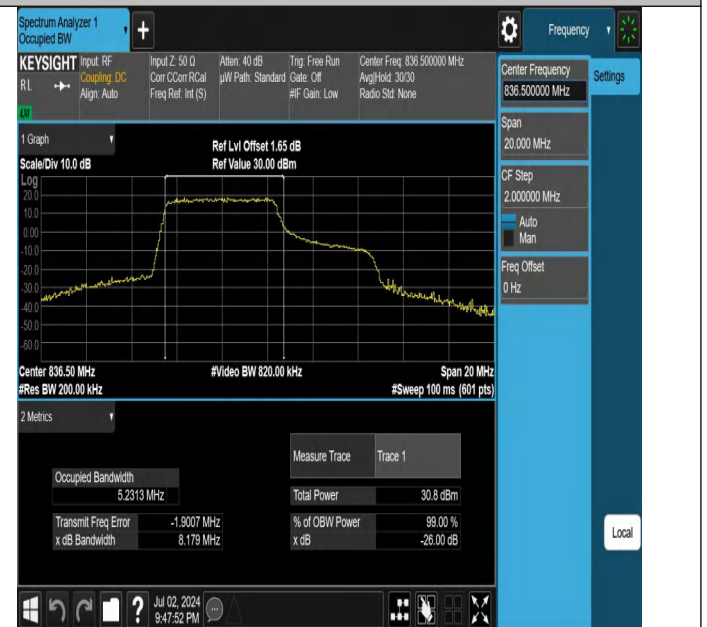 Spectrum Analyzer 1
Occupied BW
+
Frequency
KEYSIGHT
RL
LXI
Input: RF
Coupling: DC
Align: Auto
Input Z: 50 Ω
Corr CCorr RCal
Freq Ref: Int (S)
Atten: 40 dB
µW Path: Standard
Trig: Free Run
Gate: Off
#IF Gain: Low
Center Freq: 836.500000 MHz
Avg|Hold: 30/30
Radio Std: None
Center Frequency
836.500000 MHz
Settings
Span
20.000 MHz
CF Step
2.000000 MHz
Auto
Man
Freq Offset
0 Hz
1 Graph
Scale/Div 10.0 dB
Ref Lvl Offset 1.65 dB
Ref Value 30.00 dBm
Log
20.0
10.0
0.00
-10.0
-20.0
-30.0
-40.0
-50.0
-60.0
Center 836.50 MHz
#Video BW 820.00 kHz
Span 20 MHz
#Res BW 200.00 kHz
#Sweep 100 ms (601 pts)
2 Metrics
Measure Trace
Trace 1
Occupied Bandwidth
5.2313 MHz
Total Power
30.8 dBm
Transmit Freq Error
-1.9007 MHz
% of OBW Power
99.00 %
x dB Bandwidth
8.179 MHz
x dB
-26.00 dB
Local
?
Jul 02, 2024
9:47:52 PM